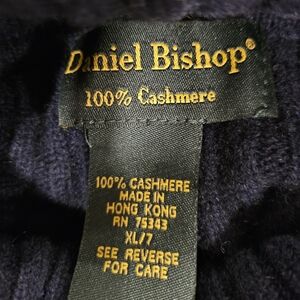 Daniel Bishop®
100% Cashmere
100% CASHMERE
MADE IN
HONG KONG
RN 75343
XL/7
SEE REVERSE
FOR CARE